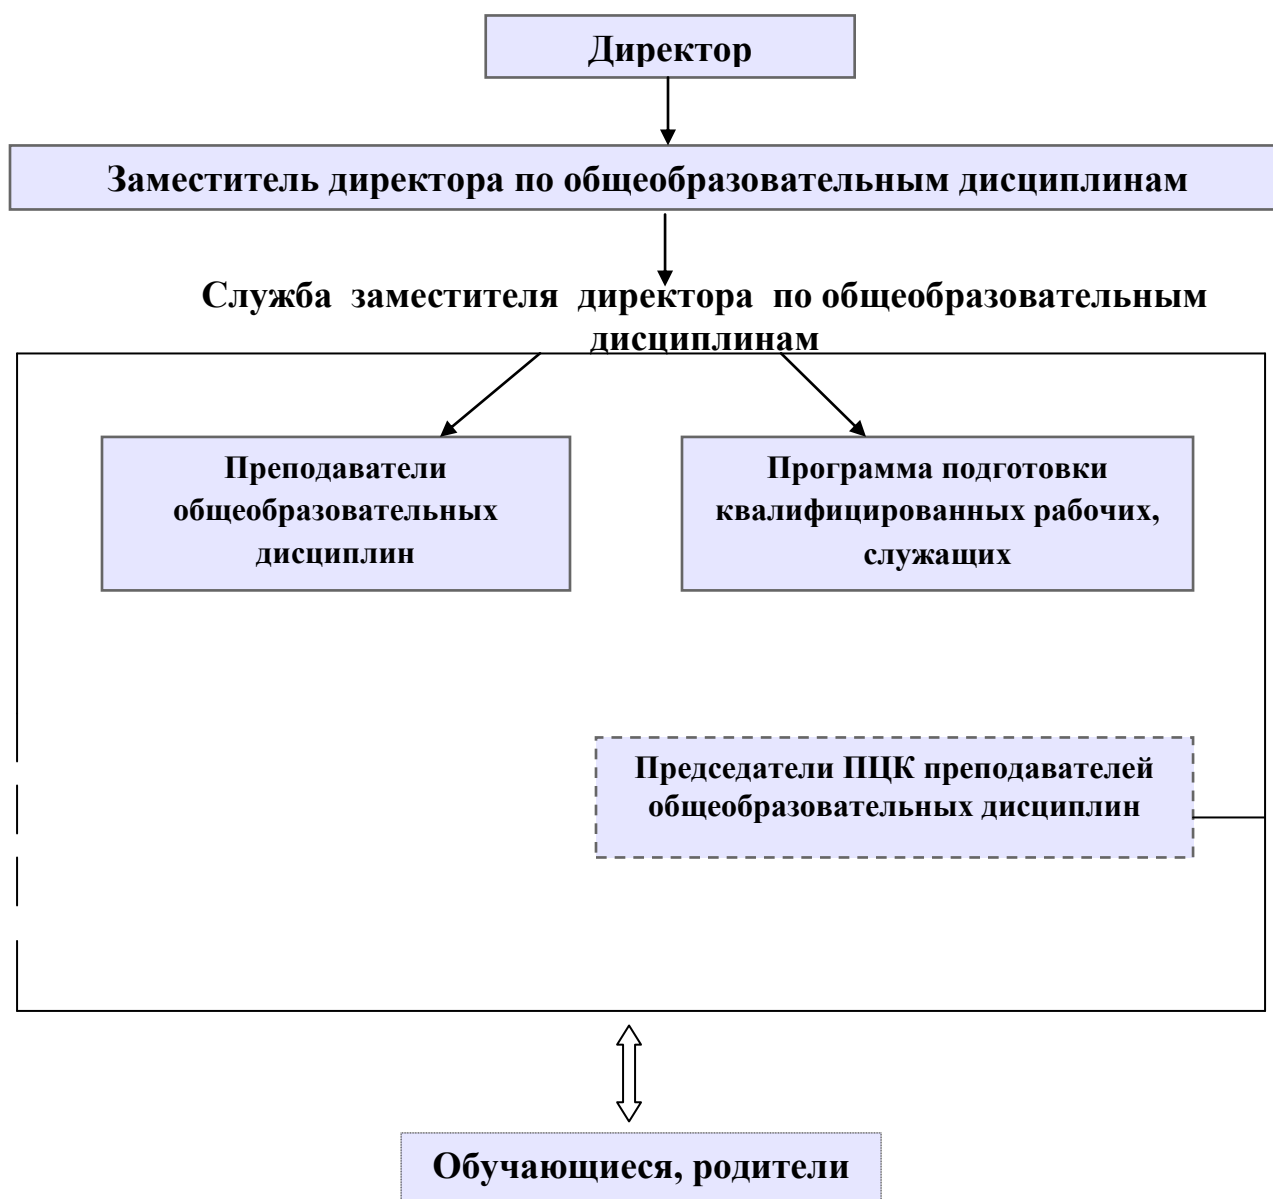 Директор
Заместитель директора по общеобразовательным дисциплинам
Служба заместителя директора по общеобразовательным
дисциплинам
Преподаватели
общеобразовательных
дисциплин
Программа подготовки
квалифицированных рабочих,
служащих
Председатели ПЦК преподавателей
общеобразовательных дисциплин
Обучающиеся, родители